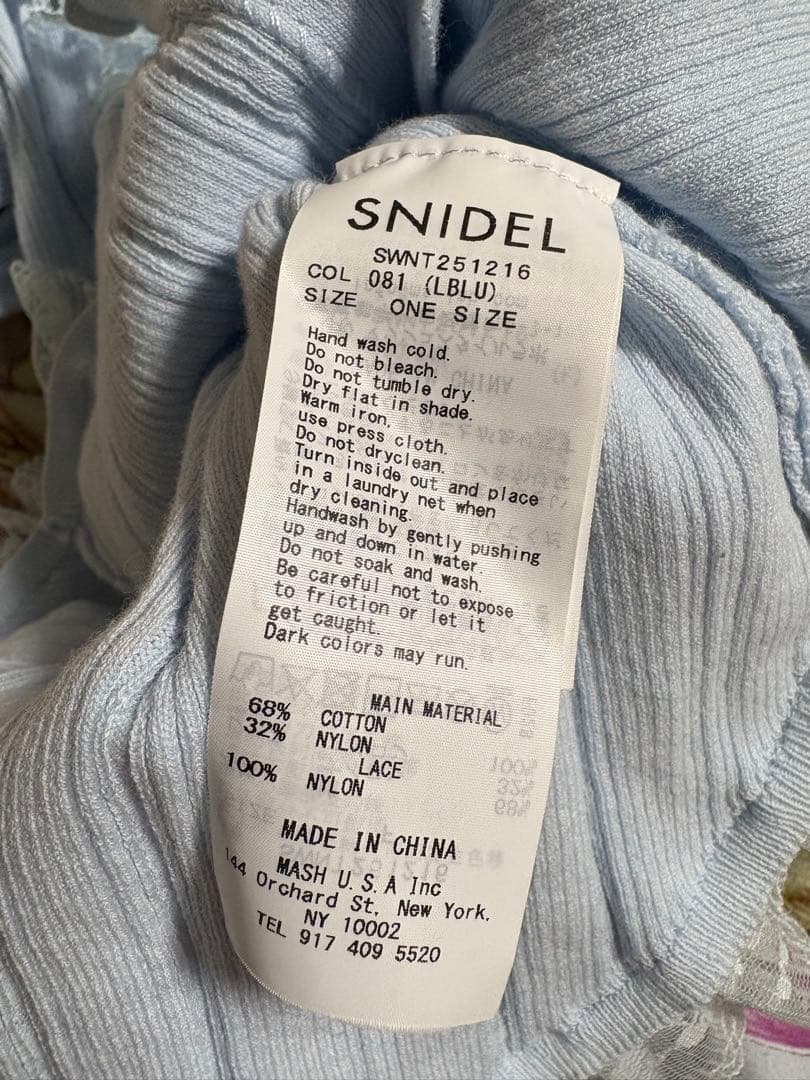 SNIDEL
SWNT251216
COL 081 (LBLU)
SIZE ONE SIZE
Hand wash cold.
Do not bleach.
Do not tumble dry.
Dry flat in shade.
Warm iron,
use press cloth.
Do not dryclean.
Turn inside out and place
in a laundry net when
dry cleaning.
Handwash by gently pushing
up and down in water.
Do not soak and wash.
Be careful not to expose
to friction or let it
get caught.
Dark colors may run.
MAIN MATERIAL
68% COTTON
32% NYLON
LACE
100% NYLON
MADE IN CHINA
MASH U.S.A Inc
144 Orchard St, New York.
NY 10002
TEL 917 409 5520